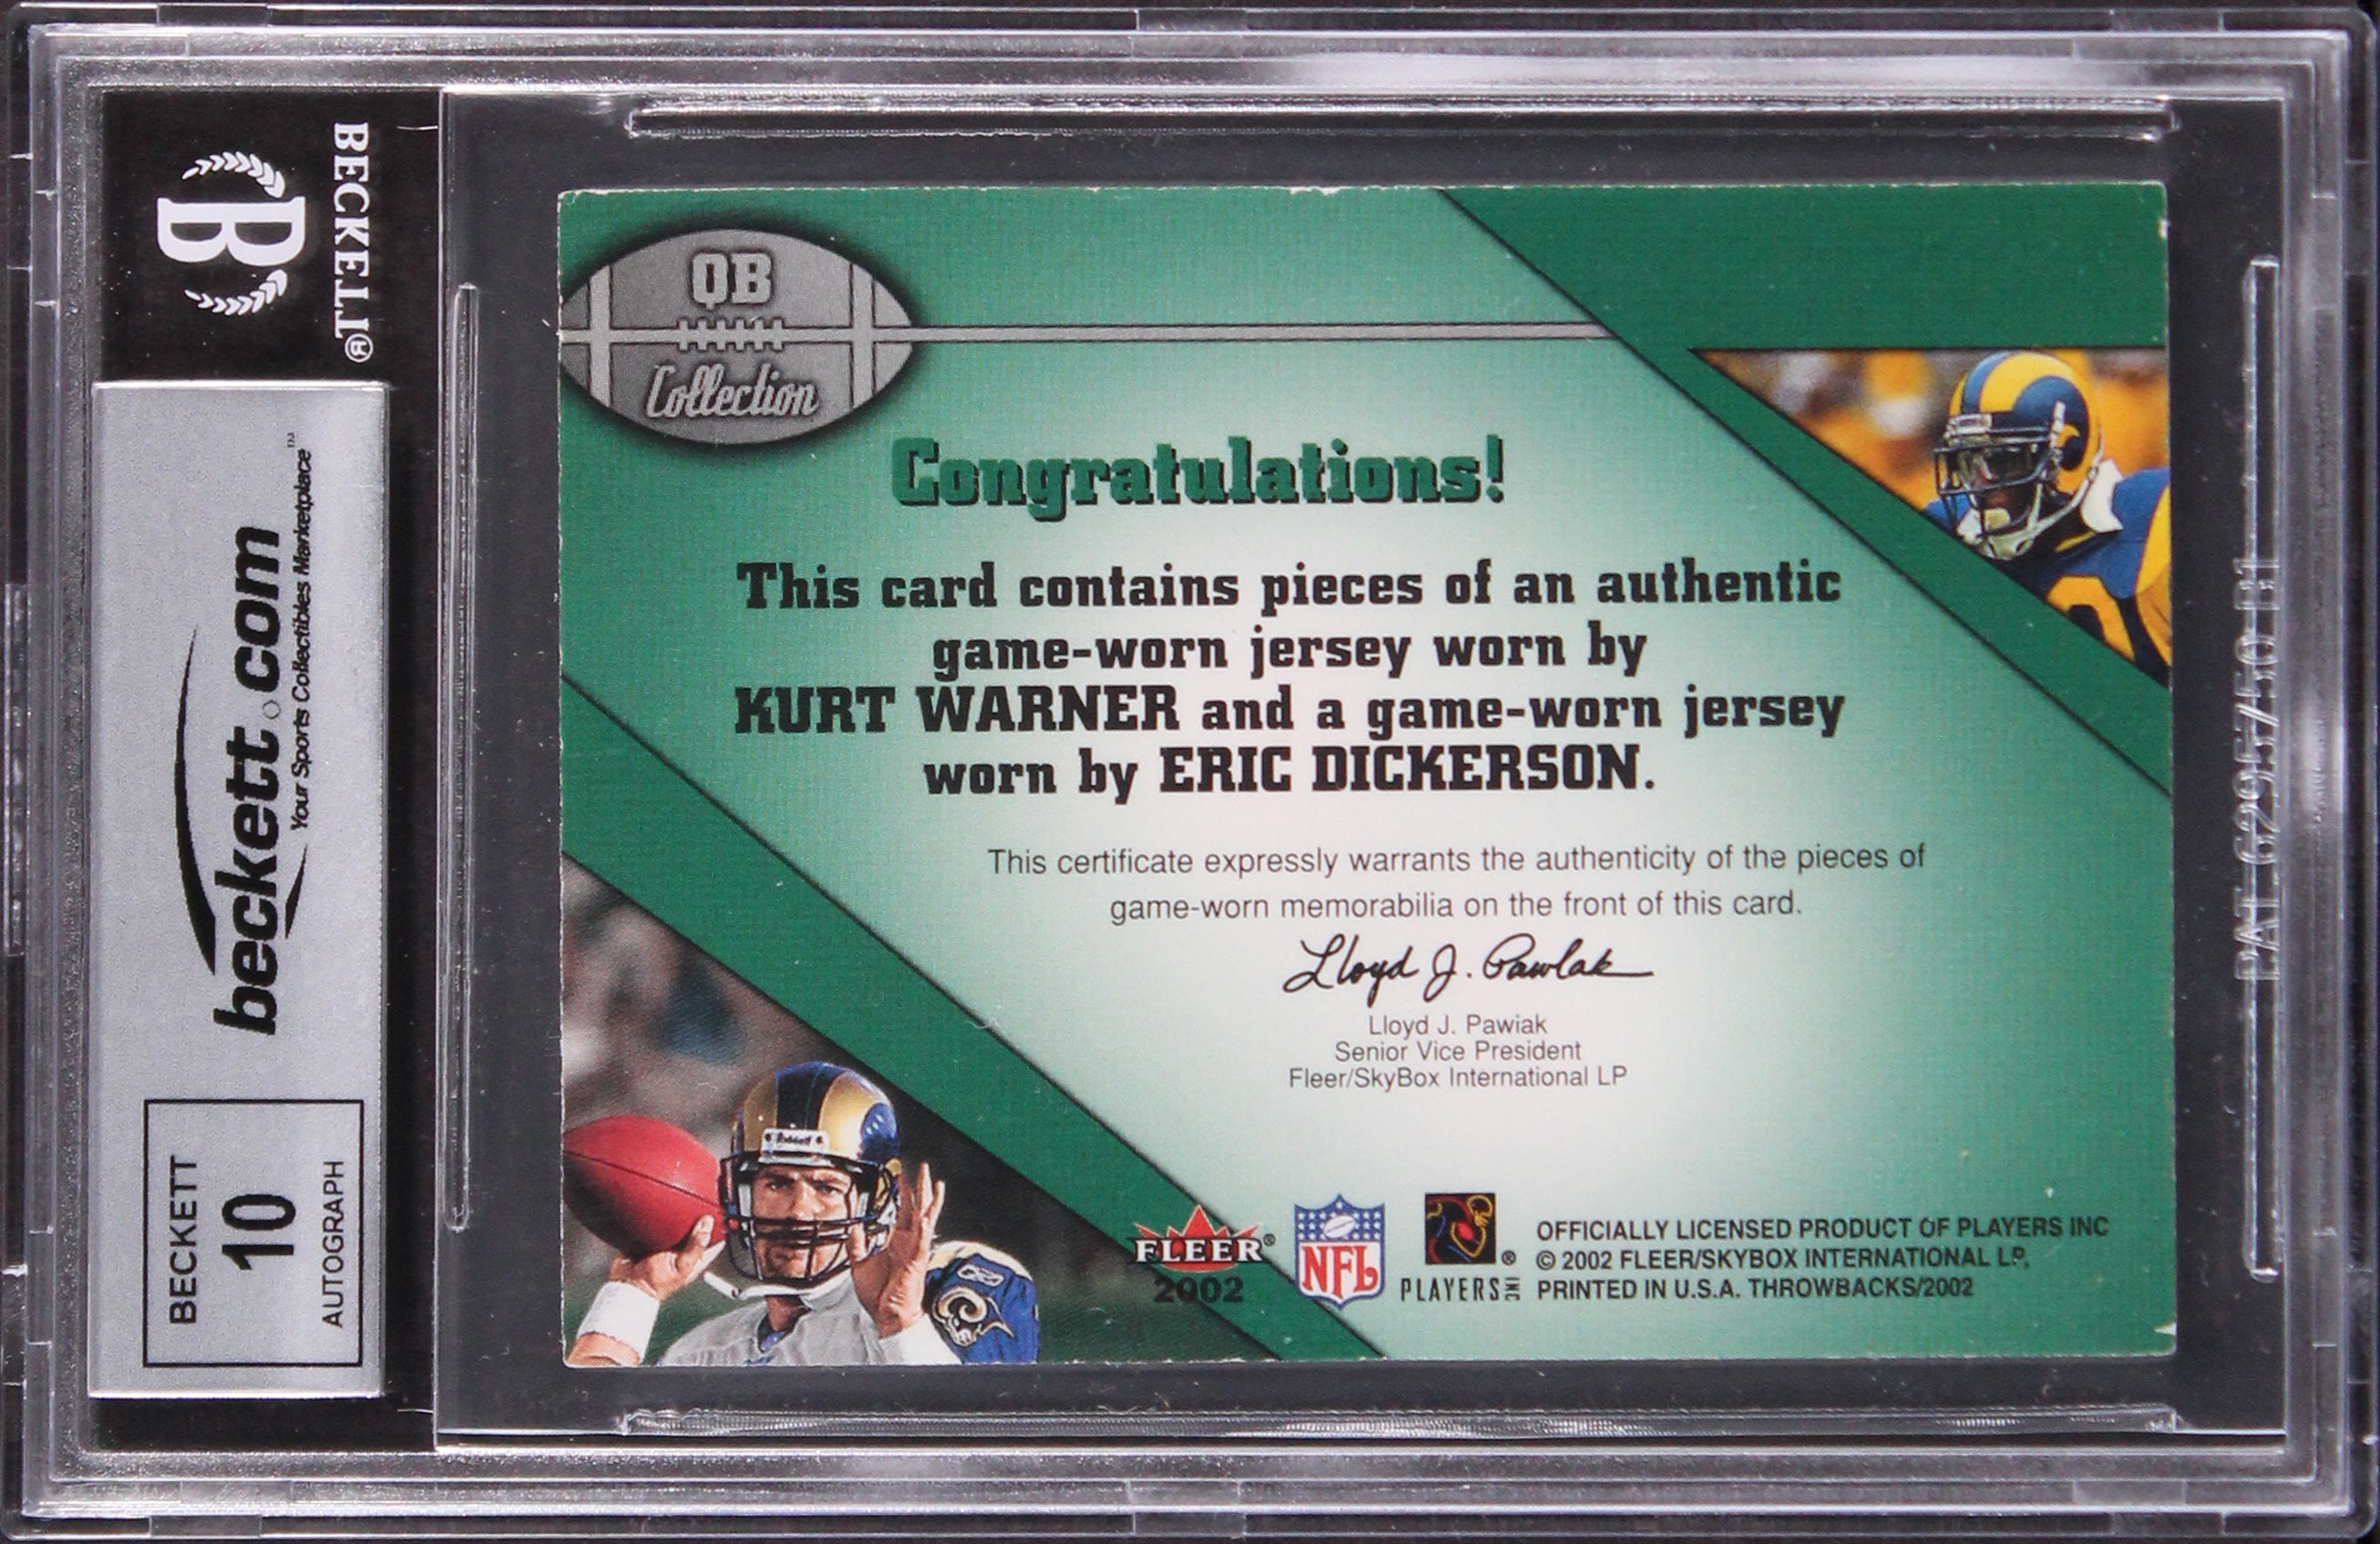 BECKETT®
B
beckett.com
Your Sports Collectibles Marketplace™
BECKETT
10
AUTOGRAPH
QB
Collection
Congratulations!
This card contains pieces of an authentic
game-worn jersey worn by
KURT WARNER and a game-worn jersey
worn by ERIC DICKERSON.
This certificate expressly warrants the authenticity of the pieces of
game-worn memorabilia on the front of this card.
Lloyd J. Pawlak
Lloyd J. Pawiak
Senior Vice President
Fleer/SkyBox International LP
Riddell
FLEER®
2002
NFL
®
PLAYERS INC
OFFICIALLY LICENSED PRODUCT OF PLAYERS INC
© 2002 FLEER/SKYBOX INTERNATIONAL LP,
PRINTED IN U.S.A. THROWBACKS/2002